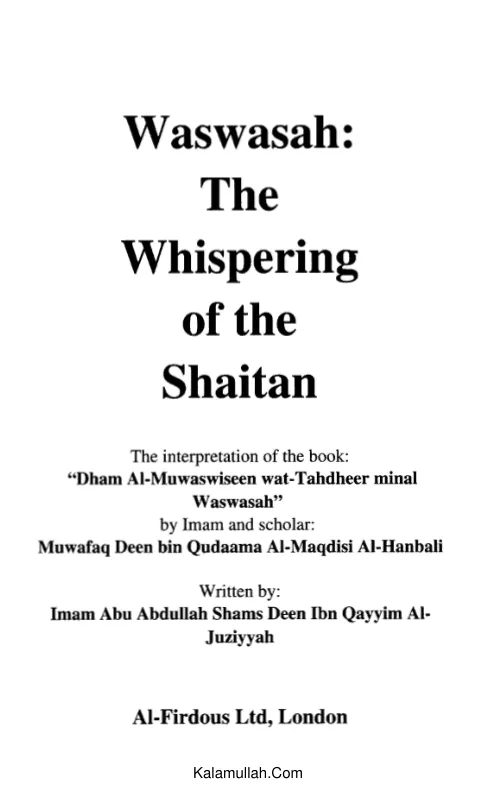 Waswasah:
The
Whispering
of the
Shaitan
The interpretation of the book:
“Dham Al-Muwaswiseen wat-Tahdheer minal
Waswasah”
by Imam and scholar:
Muwafaq Deen bin Qudaama Al-Maqdisi Al-Hanbali
Written by:
Imam Abu Abdullah Shams Deen Ibn Qayyim Al-
Juziyyah
Al-Firdous Ltd, London
Kalamullah.Com